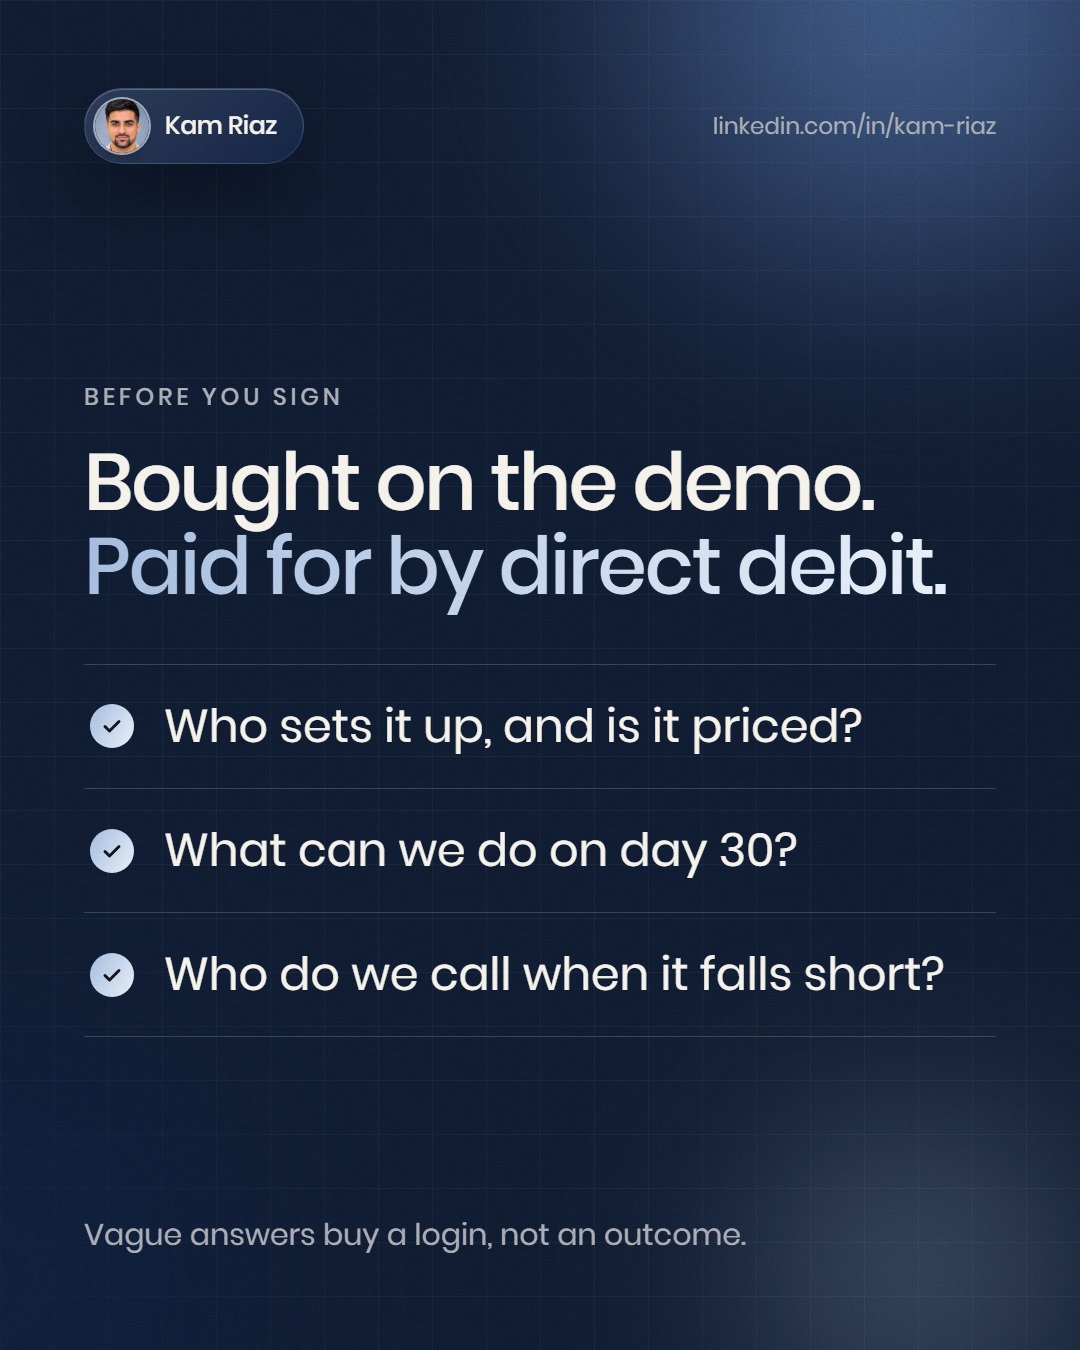 Kam Riaz
linkedin.com/in/kam-riaz
BEFORE YOU SIGN
Bought on the demo.
Paid for by direct debit.
Who sets it up, and is it priced?
What can we do on day 30?
Who do we call when it falls short?
Vague answers buy a login, not an outcome.